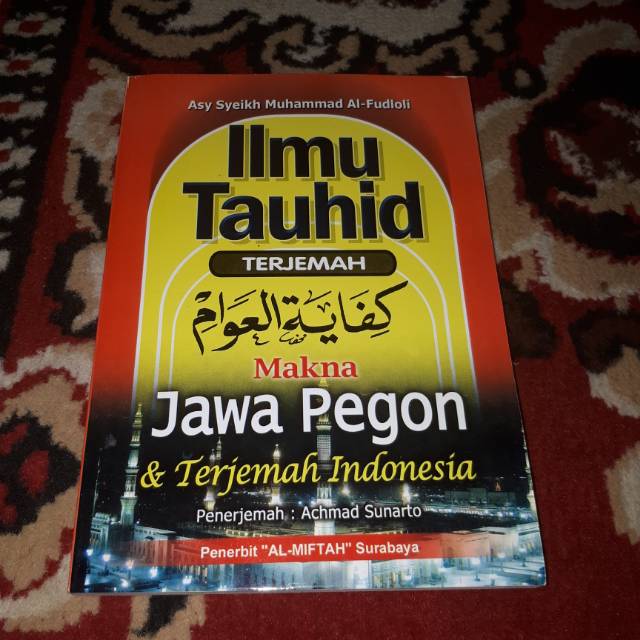 Asy Syeikh Muhammad Al-Fudloli
Ilmu
Tauhid
TERJEMAH
كفاية العوام
Makna
Jawa Pegon
& Terjemah Indonesia
Penerjemah : Achmad Sunarto
Penerbit "AL-MIFTAH" Surabaya